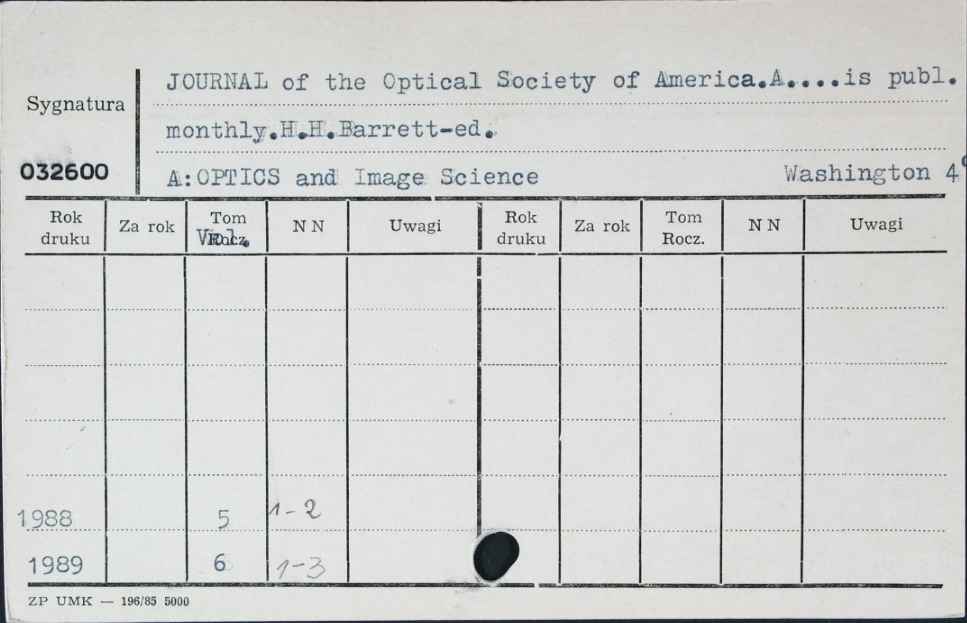 JOURNAL of the Optical Society of America.A....is publ.
Sygnatura
monthly.H.H.Barrett-ed.
032600
A:OPTICS and Image Science Washington 4°
Rok druku Za rok Tom Rocz. Vol. N N Uwagi Rok druku Za rok Tom Rocz. N N Uwagi
1988 5 1-2
1989 6 1-3
ZP UMK — 196/85 5000